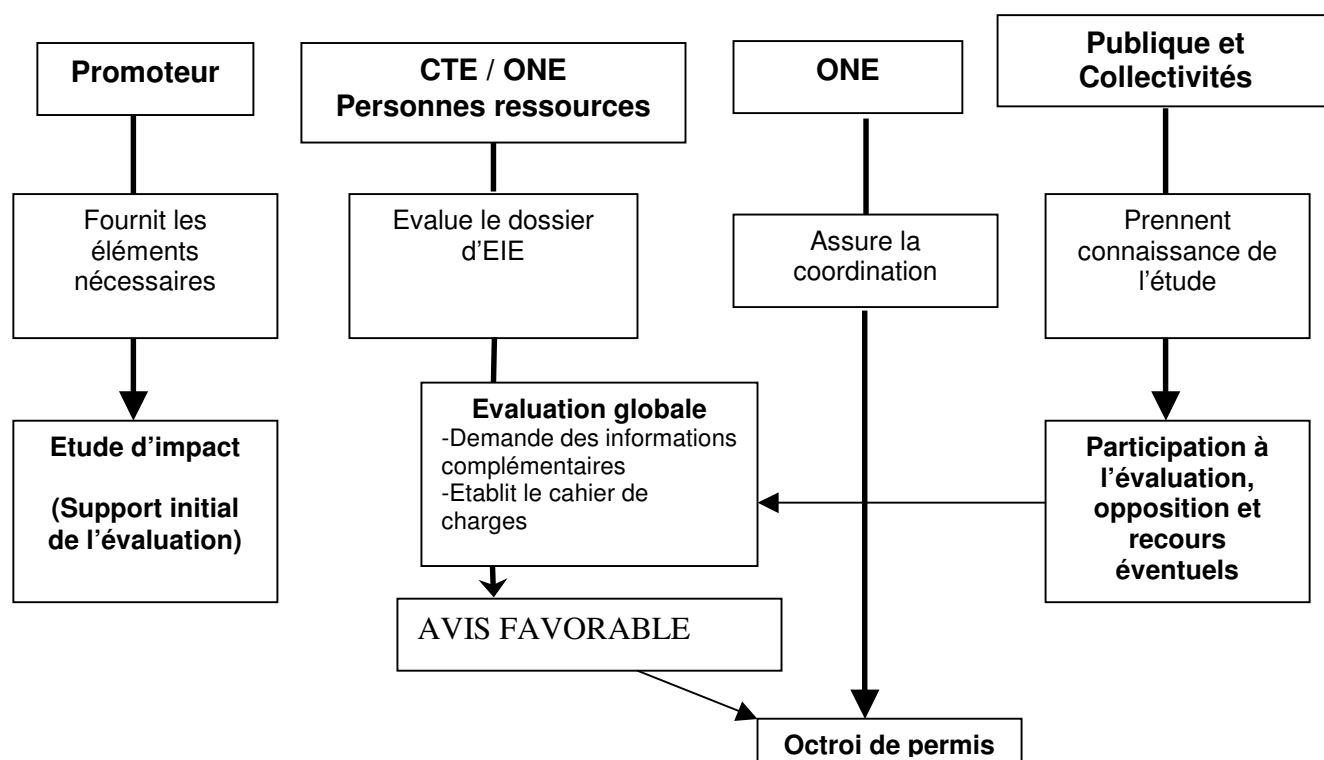 Promoteur
CTE / ONE
Personnes ressources
ONE
Publique et
Collectivités
Fournit les
éléments
nécessaires
Evalue le dossier
d'EIE
Assure la
coordination
Prennent
connaissance de
l'étude
Etude d'impact
(Support initial
de l'évaluation)
Evaluation globale
-Demande des informations
complémentaires
-Etablit le cahier de
charges
Participation à
l'évaluation,
opposition et
recours
éventuels
AVIS FAVORABLE
Octroi de permis